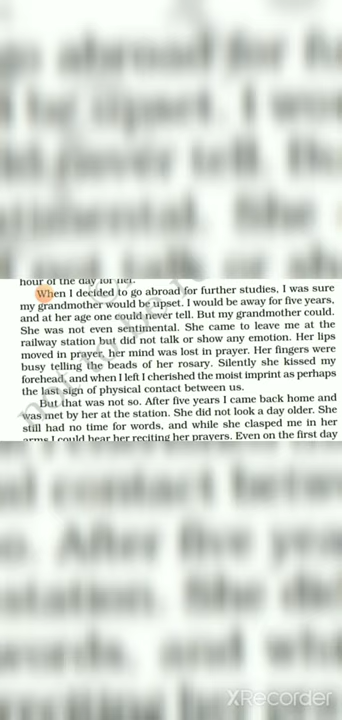 hour of the day for her.
When I decided to go abroad for further studies, I was sure
my grandmother would be upset. I would be away for five years,
and at her age one could never tell. But my grandmother could.
She was not even sentimental. She came to leave me at the
railway station but did not talk or show any emotion. Her lips
moved in prayer, her mind was lost in prayer. Her fingers were
busy telling the beads of her rosary. Silently she kissed my
forehead, and when I left I cherished the moist imprint as perhaps
the last sign of physical contact between us.
But that was not so. After five years I came back home and
was met by her at the station. She did not look a day older. She
still had no time for words, and while she clasped me in her
arms I could hear her reciting her prayers. Even on the first day
XRecorder